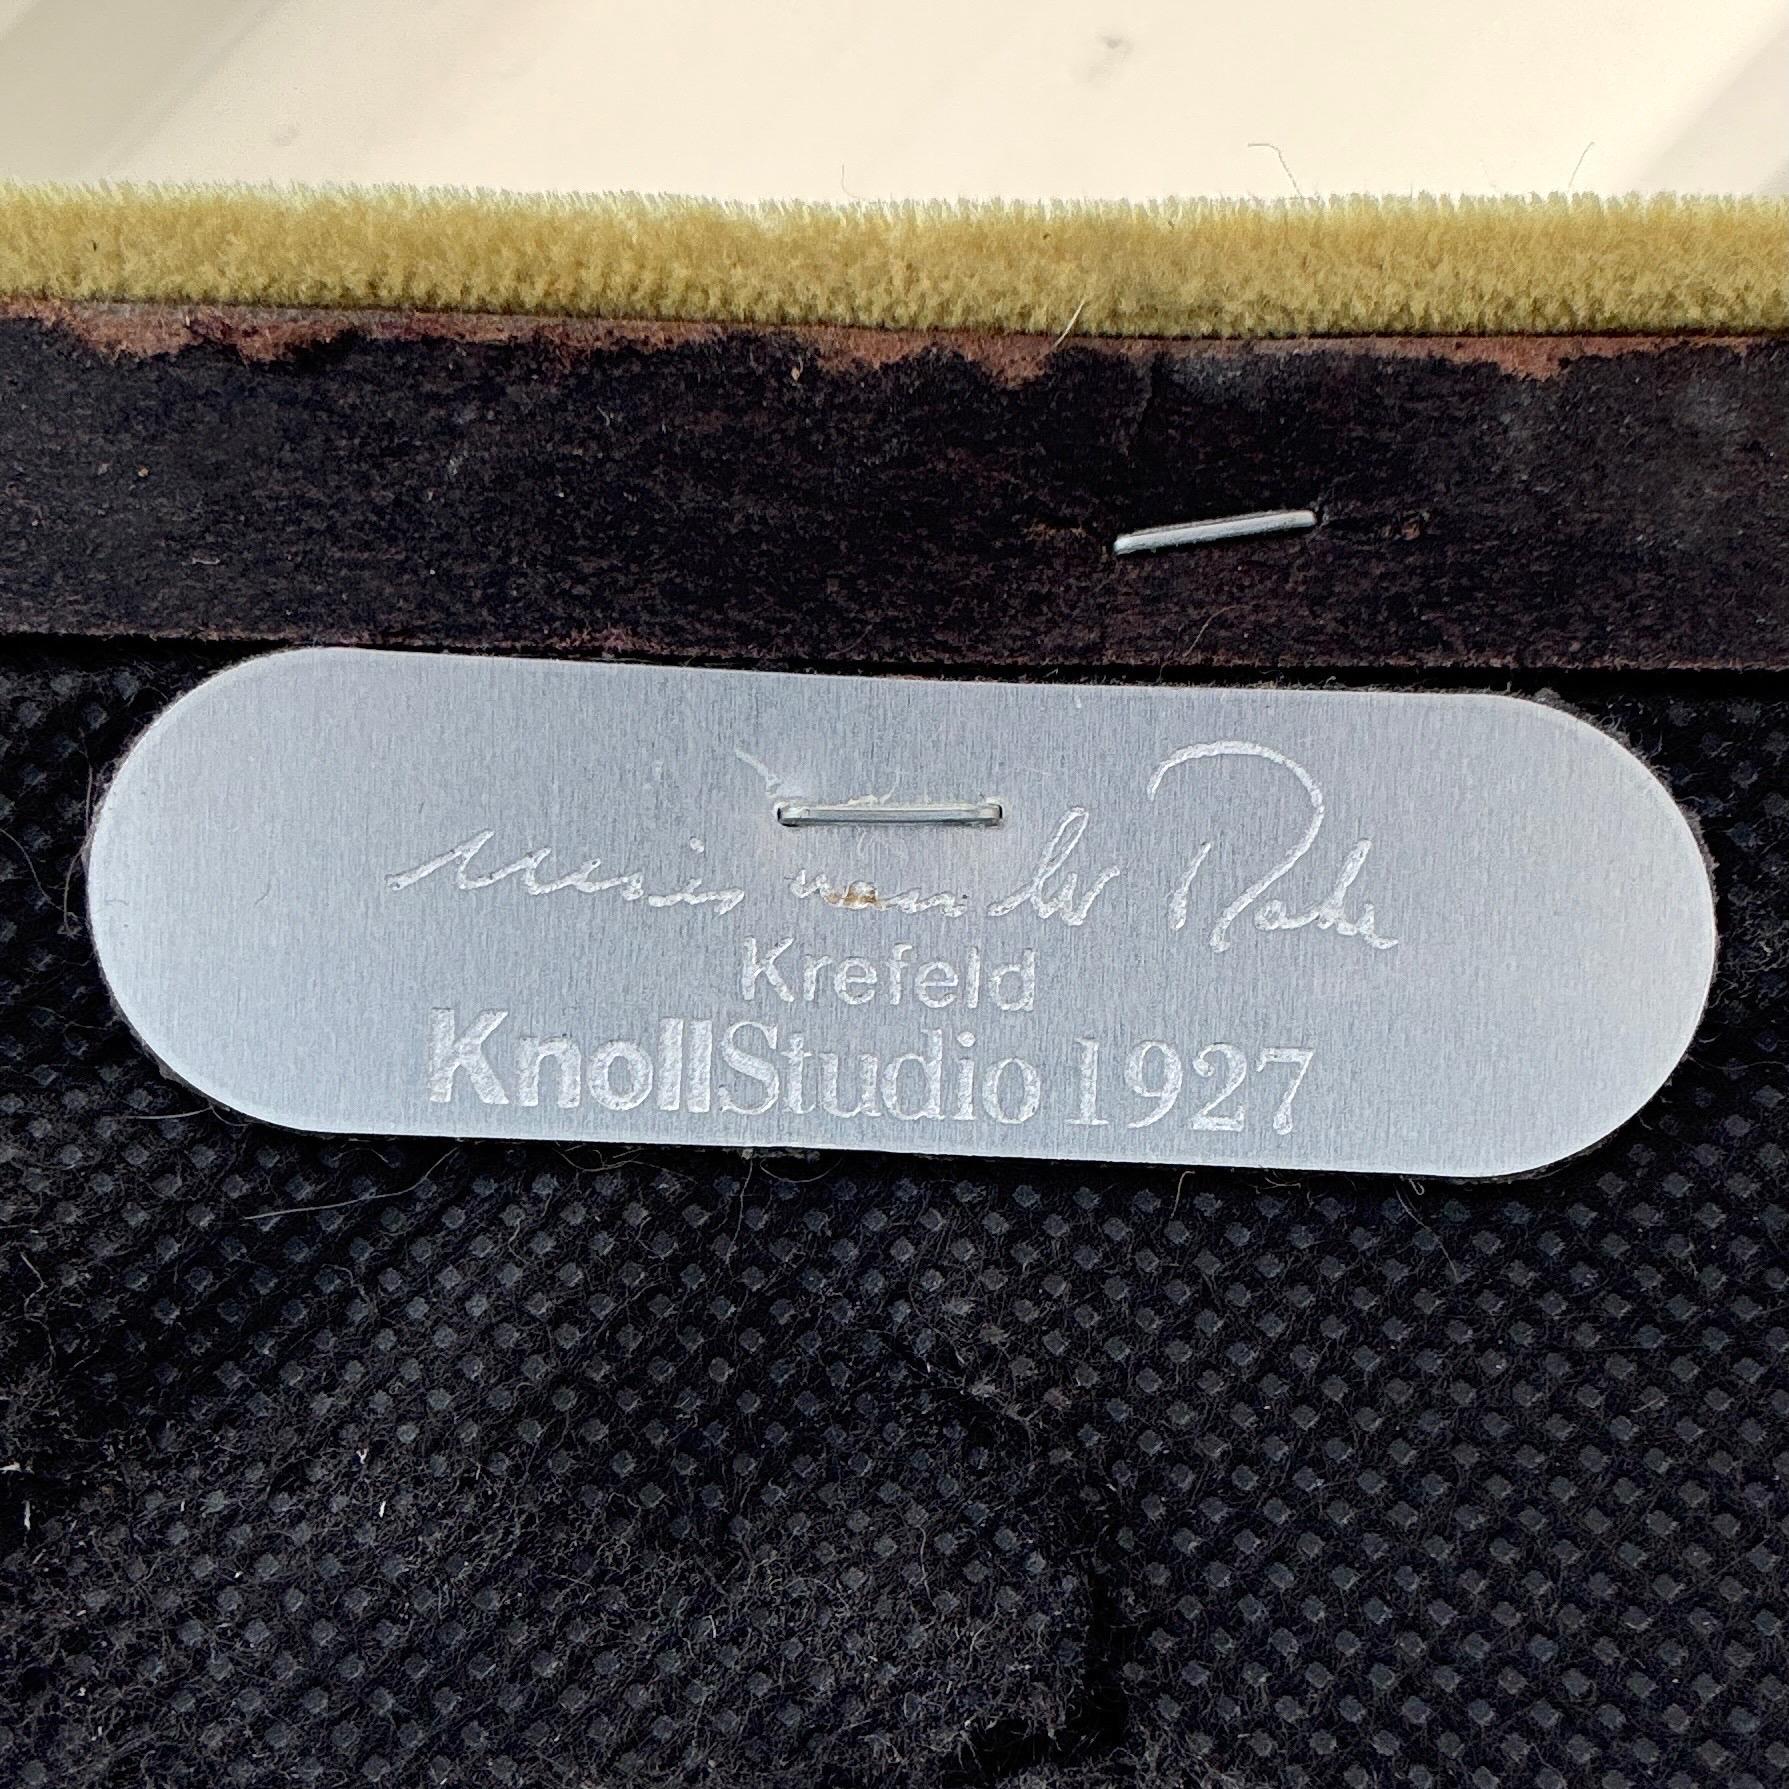 mies van der Rohe
Krefeld
KnollStudio 1927